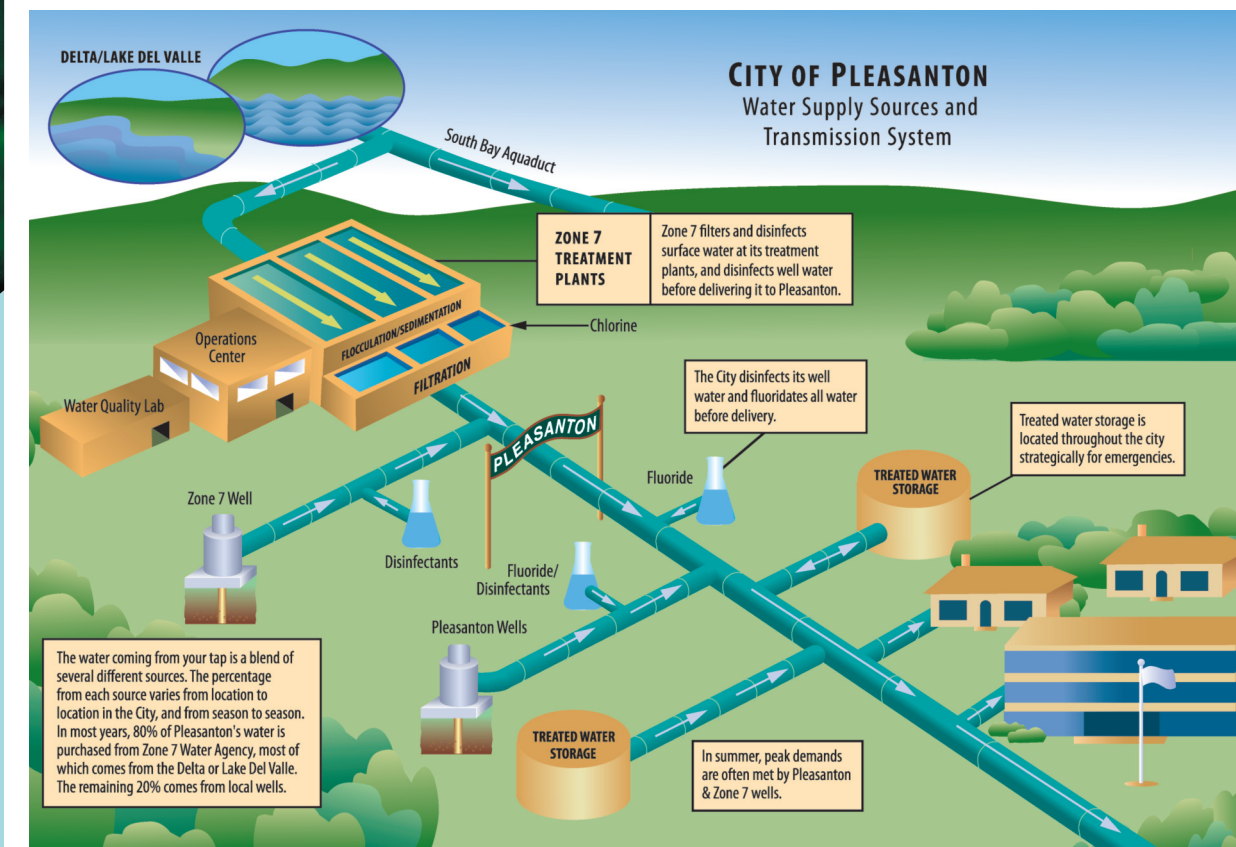 DELTA/LAKE DEL VALLE
CITY OF PLEASANTON
Water Supply Sources and
Transmission System
South Bay Aquaduct
ZONE 7
TREATMENT
PLANTS
Zone 7 filters and disinfects
surface water at its treatment
plants, and disinfects well water
before delivering it to Pleasanton.
Chlorine
FLOCCULATION/SEDIMENTATION
FILTRATION
Operations
Center
Water Quality Lab
The City disinfects its well
water and fluoridates all water
before delivery.
PLEASANTON
Treated water storage is
located throughout the city
strategically for emergencies.
Fluoride
TREATED WATER
STORAGE
Zone 7 Well
Disinfectants
Fluoride/
Disinfectants
Pleasanton Wells
The water coming from your tap is a blend of
several different sources. The percentage
from each source varies from location to
location in the City, and from season to season.
In most years, 80% of Pleasanton's water is
purchased from Zone 7 Water Agency, most of
which comes from the Delta or Lake Del Valle.
The remaining 20% comes from local wells.
TREATED WATER
STORAGE
In summer, peak demands
are often met by Pleasanton
& Zone 7 wells.